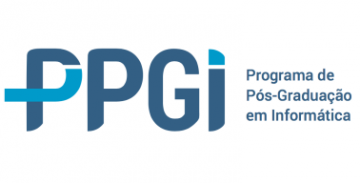 PPGi
Programa de
Pós-Graduação
em Informática